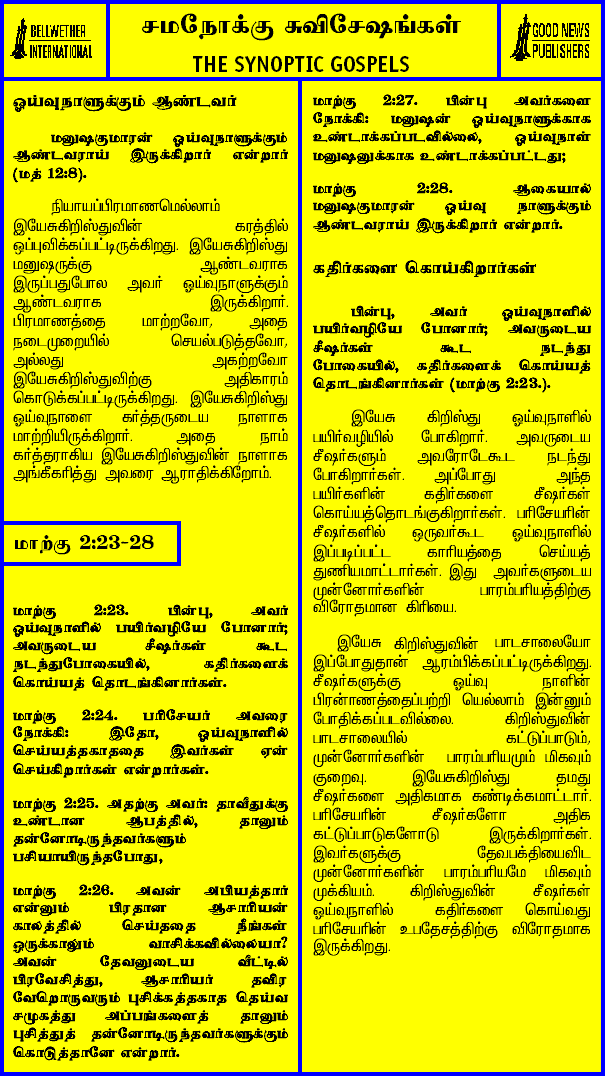 BELLWETHER
INTERNATIONAL
சமநோக்கு சுவிசேஷங்கள்
THE SYNOPTIC GOSPELS
GOOD NEWS
PUBLISHERS
ஓய்வுநாளுக்கும் ஆண்டவர்
மனுஷகுமாரன் ஓய்வுநாளுக்கும்
ஆண்டவராய் இருக்கிறார் என்றார்
(மத் 12:8).
நியாயப்பிரமாணமெல்லாம்
இயேசுகிறிஸ்துவின் கரத்தில்
ஒப்புவிக்கப்பட்டிருக்கிறது. இயேசுகிறிஸ்து
மனுஷருக்கு ஆண்டவராக
இருப்பதுபோல அவர் ஓய்வுநாளுக்கும்
ஆண்டவராக இருக்கிறார்.
பிரமாணத்தை மாற்றவோ, அதை
நடைமுறையில் செயல்படுத்தவோ,
அல்லது அகற்றவோ
இயேசுகிறிஸ்துவிற்கு அதிகாரம்
கொடுக்கப்பட்டிருக்கிறது. இயேசுகிறிஸ்து
ஓய்வுநாளை கர்த்தருடைய நாளாக
மாற்றியிருக்கிறார். அதை நாம்
கர்த்தராகிய இயேசுகிறிஸ்துவின் நாளாக
அங்கீகரித்து அவரை ஆராதிக்கிறோம்.
மாற்கு 2:23-28
மாற்கு 2:23. பின்பு, அவர்
ஓய்வுநாளில் பயிர்வழியே போனார்;
அவருடைய சீஷர்கள் கூட
நடந்துபோகையில், கதிர்களைக்
கொய்யத் தொடங்கினார்கள்.
மாற்கு 2:24. பரிசேயர் அவரை
நோக்கி: இதோ, ஓய்வுநாளில்
செய்யத்தகாததை இவர்கள் ஏன்
செய்கிறார்கள் என்றார்கள்.
மாற்கு 2:25. அதற்கு அவர்: தாவீதுக்கு
உண்டான ஆபத்தில், தானும்
தன்னோடிருந்தவர்களும்
பசியாயிருந்தபோது,
மாற்கு 2:26. அவன் அபியத்தார்
என்னும் பிரதான ஆசாரியன்
காலத்தில் செய்ததை நீங்கள்
ஒருக்காலும் வாசிக்கவில்லையா?
அவன் தேவனுடைய வீட்டில்
பிரவேசித்து, ஆசாரியர் தவிர
வேறொருவரும் புசிக்கத்தகாத தெய்வ
சமுகத்து அப்பங்களைத் தானும்
புசித்துத் தன்னோடிருந்தவர்களுக்கும்
கொடுத்தானே என்றார்.
மாற்கு 2:27. பின்பு அவர்களை
நோக்கி: மனுஷன் ஓய்வுநாளுக்காக
உண்டாக்கப்படவில்லை, ஓய்வுநாள்
மனுஷனுக்காக உண்டாக்கப்பட்டது;
மாற்கு 2:28. ஆகையால்
மனுஷகுமாரன் ஓய்வு நாளுக்கும்
ஆண்டவராய் இருக்கிறார் என்றார்.
கதிர்களை கொய்கிறார்கள்
பின்பு, அவர் ஓய்வுநாளில்
பயிர்வழியே போனார்; அவருடைய
சீஷர்கள் கூட நடந்து
போகையில், கதிர்களைக் கொய்யத்
தொடங்கினார்கள் (மாற்கு 2:23.).
இயேசு கிறிஸ்து ஓய்வுநாளில்
பயிர்வழியில் போகிறார். அவருடைய
சீஷர்களும் அவரோடேகூட நடந்து
போகிறார்கள். அப்போது அந்த
பயிர்களின் கதிர்களை சீஷர்கள்
கொய்யத்தொடங்குகிறார்கள். பரிசேயரின்
சீஷர்களில் ஒருவர்கூட ஓய்வுநாளில்
இப்படிப்பட்ட காரியத்தை செய்யத்
துணியமாட்டார்கள். இது அவர்களுடைய
முன்னோர்களின் பாரம்பரியத்திற்கு
விரோதமான கிரியை.
இயேசு கிறிஸ்துவின் பாடசாலையோ
இப்போதுதான் ஆரம்பிக்கப்பட்டிருக்கிறது.
சீஷர்களுக்கு ஓய்வு நாளின்
பிரன்ாணத்தைப்பற்றி யெல்லாம் இன்னும்
போதிக்கப்படவில்லை. கிறிஸ்துவின்
பாடசாலையில் கட்டுப்பாடும்,
முன்னோர்களின் பாரம்பரியமும் மிகவும்
குறைவு. இயேசுகிறிஸ்து தமது
சீஷர்களை அதிகமாக கண்டிக்கமாட்டார்.
பரிசேயரின் சீஷர்களோ அதிக
கட்டுப்பாடுகளோடு இருக்கிறார்கள்.
இவர்களுக்கு தேவபக்தியைவிட
முன்னோர்களின் பாரம்பரியமே மிகவும்
முக்கியம். கிறிஸ்துவின் சீஷர்கள்
ஓய்வுநாளில் கதிர்களை கொய்வது
பரிசேயரின் உபதேசத்திற்கு விரோதமாக
இருக்கிறது.